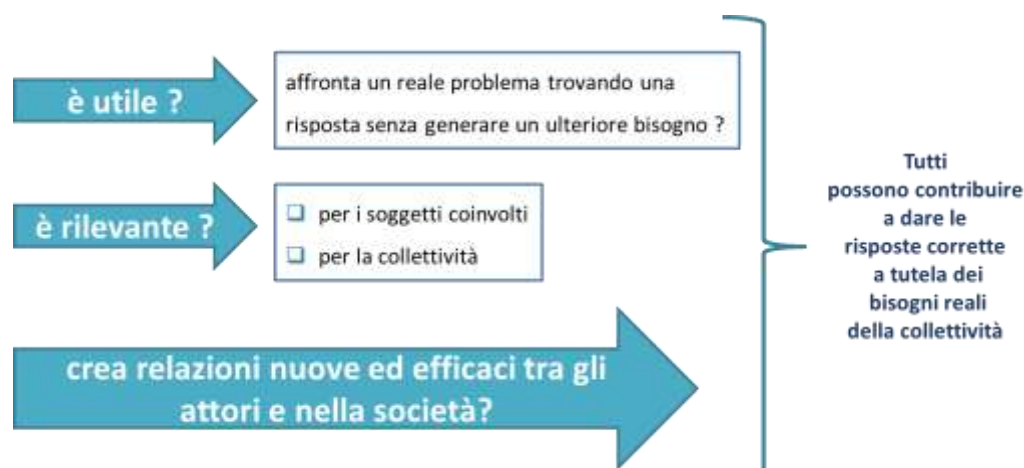 è utile ?
affronta un reale problema trovando una
risposta senza generare un ulteriore bisogno ?
è rilevante ?
per i soggetti coinvolti
per la collettività
crea relazioni nuove ed efficaci tra gli
attori e nella società?
Tutti
possono contribuire
a dare le
risposte corrette
a tutela dei
bisogni reali
della collettività